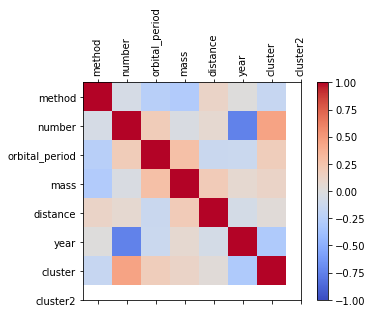 method
number
orbital_period
mass
distance
year
cluster
cluster2
method
number
orbital_period
mass
distance
year
cluster
cluster2
1.00
0.75
0.50
0.25
0.00
−0.25
−0.50
−0.75
−1.00